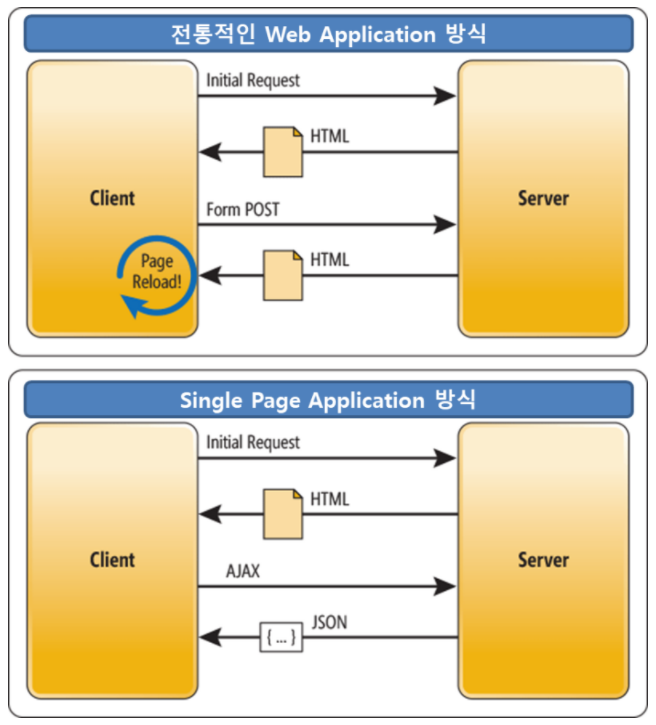 전통적인 Web Application 방식
Initial Request
HTML
Client
Server
Form POST
HTML
Page
Reload!
Single Page Application 방식
Initial Request
HTML
Client
Server
AJAX
JSON
{ ... }